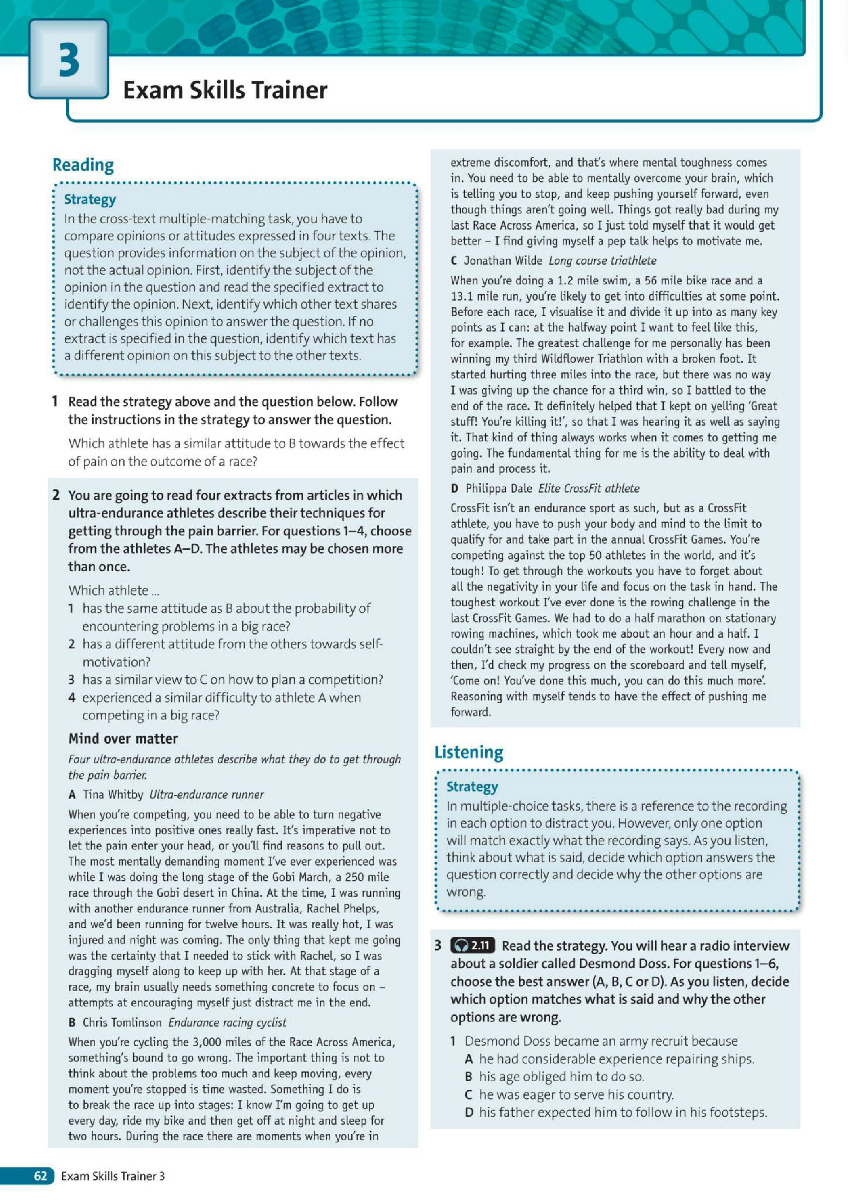 3
Exam Skills Trainer
Reading
Strategy
In the cross-text multiple-matching task, you have to
compare opinions or attitudes expressed in four texts. The
question provides information on the subject of the opinion,
not the actual opinion. First, identify the subject of the
opinion in the question and read the specified extract to
identify the opinion. Next, identify which other text shares
or challenges this opinion to answer the question. If no
extract is specified in the question, identify which text has
a different opinion on this subject to the other texts.
1 Read the strategy above and the question below. Follow
the instructions in the strategy to answer the question.
Which athlete has a similar attitude to B towards the effect
of pain on the outcome of a race?
2 You are going to read four extracts from articles in which
ultra-endurance athletes describe their techniques for
getting through the pain barrier. For questions 1–4, choose
from the athletes A–D. The athletes may be chosen more
than once.
Which athlete ...
1 has the same attitude as B about the probability of
encountering problems in a big race?
2 has a different attitude from the others towards self-
motivation?
3 has a similar view to C on how to plan a competition?
4 experienced a similar difficulty to athlete A when
competing in a big race?
Mind over matter
Four ultra-endurance athletes describe what they do to get through
the pain barrier.
A Tina Whitby Ultra-endurance runner
When you're competing, you need to be able to turn negative
experiences into positive ones really fast. It's imperative not to
let the pain enter your head, or you'll find reasons to pull out.
The most mentally demanding moment I've ever experienced was
while I was doing the long stage of the Gobi March, a 250 mile
race through the Gobi desert in China. At the time, I was running
with another endurance runner from Australia, Rachel Phelps,
and we'd been running for twelve hours. It was really hot, I was
injured and night was coming. The only thing that kept me going
was the certainty that I needed to stick with Rachel, so I was
dragging myself along to keep up with her. At that stage of a
race, my brain usually needs something concrete to focus on –
attempts at encouraging myself just distract me in the end.
B Chris Tomlinson Endurance racing cyclist
When you're cycling the 3,000 miles of the Race Across America,
something's bound to go wrong. The important thing is not to
think about the problems too much and keep moving, every
moment you're stopped is time wasted. Something I do is
to break the race up into stages: I know I'm going to get up
every day, ride my bike and then get off at night and sleep for
two hours. During the race there are moments when you're in
extreme discomfort, and that's where mental toughness comes
in. You need to be able to mentally overcome your brain, which
is telling you to stop, and keep pushing yourself forward, even
though things aren't going well. Things got really bad during my
last Race Across America, so I just told myself that it would get
better – I find giving myself a pep talk helps to motivate me.
C Jonathan Wilde Long course triathlete
When you're doing a 1.2 mile swim, a 56 mile bike race and a
13.1 mile run, you're likely to get into difficulties at some point.
Before each race, I visualise it and divide it up into as many key
points as I can: at the halfway point I want to feel like this,
for example. The greatest challenge for me personally has been
winning my third Wildflower Triathlon with a broken foot. It
started hurting three miles into the race, but there was no way
I was giving up the chance for a third win, so I battled to the
end of the race. It definitely helped that I kept on yelling 'Great
stuff! You're killing it!', so that I was hearing it as well as saying
it. That kind of thing always works when it comes to getting me
going. The fundamental thing for me is the ability to deal with
pain and process it.
D Philippa Dale Elite CrossFit athlete
CrossFit isn't an endurance sport as such, but as a CrossFit
athlete, you have to push your body and mind to the limit to
qualify for and take part in the annual CrossFit Games. You're
competing against the top 50 athletes in the world, and it's
tough! To get through the workouts you have to forget about
all the negativity in your life and focus on the task in hand. The
toughest workout I've ever done is the rowing challenge in the
last CrossFit Games. We had to do a half marathon on stationary
rowing machines, which took me about an hour and a half. I
couldn't see straight by the end of the workout! Every now and
then, I'd check my progress on the scoreboard and tell myself,
'Come on! You've done this much, you can do this much more'.
Reasoning with myself tends to have the effect of pushing me
forward.
Listening
Strategy
In multiple-choice tasks, there is a reference to the recording
in each option to distract you. However, only one option
will match exactly what the recording says. As you listen,
think about what is said, decide which option answers the
question correctly and decide why the other options are
wrong.
3 2.11 Read the strategy. You will hear a radio interview
about a soldier called Desmond Doss. For questions 1–6,
choose the best answer (A, B, C or D). As you listen, decide
which option matches what is said and why the other
options are wrong.
1 Desmond Doss became an army recruit because
A he had considerable experience repairing ships.
B his age obliged him to do so.
C he was eager to serve his country.
D his father expected him to follow in his footsteps.
62 Exam Skills Trainer 3